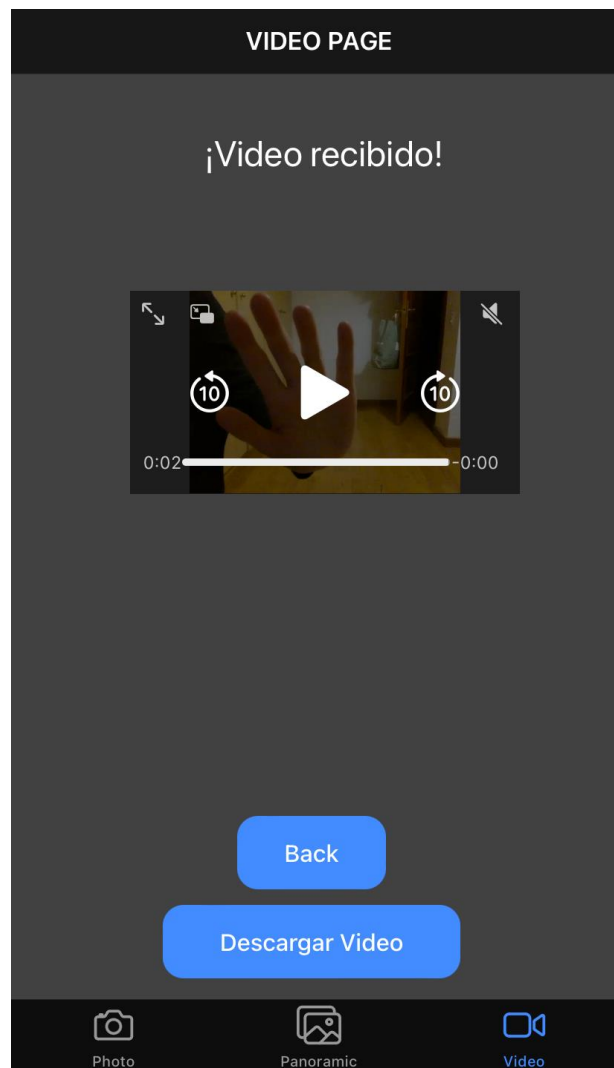 VIDEO PAGE
¡Video recibido!
10
10
0:02 -0:00
Back
Descargar Video
Photo Panoramic Video